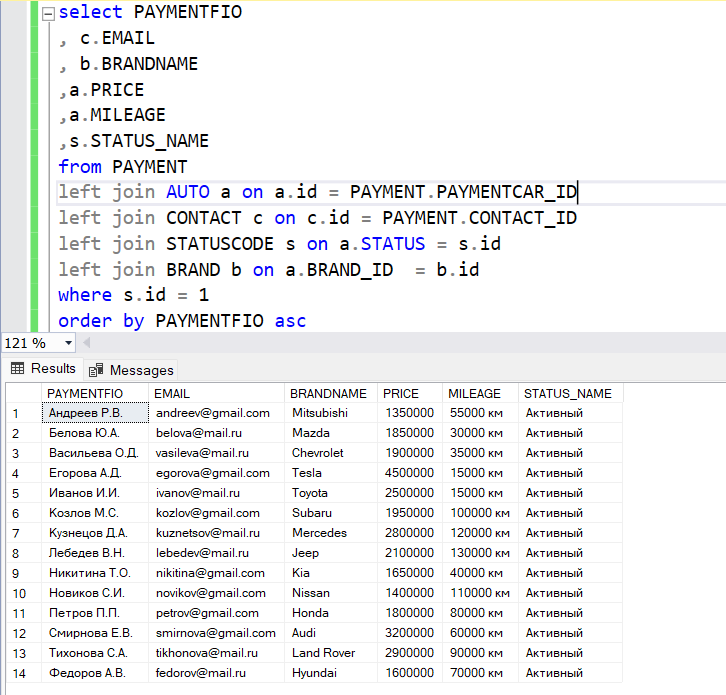 select PAYMENTFIO
, c.EMAIL
, b.BRANDNAME
,a.PRICE
,a.MILEAGE
,s.STATUS_NAME
from PAYMENT
left join AUTO a on a.id = PAYMENT.PAYMENTCAR_ID
left join CONTACT c on c.id = PAYMENT.CONTACT_ID
left join STATUSCODE s on a.STATUS = s.id
left join BRAND b on a.BRAND_ID  = b.id
where s.id = 1
order by PAYMENTFIO asc
121 %
Results Messages
PAYMENTFIO EMAIL BRANDNAME PRICE MILEAGE STATUS_NAME
1 Андреев Р.В. andreev@gmail.com Mitsubishi 1350000 55000 км Активный
2 Белова Ю.А. belova@mail.ru Mazda 1850000 30000 км Активный
3 Васильева О.Д. vasileva@mail.ru Chevrolet 1900000 35000 км Активный
4 Егорова А.Д. egorova@gmail.com Tesla 4500000 15000 км Активный
5 Иванов И.И. ivanov@mail.ru Toyota 2500000 15000 км Активный
6 Козлов М.С. kozlov@gmail.com Subaru 1950000 100000 км Активный
7 Кузнецов Д.А. kuznetsov@mail.ru Mercedes 2800000 120000 км Активный
8 Лебедев В.Н. lebedev@mail.ru Jeep 2100000 130000 км Активный
9 Никитина Т.О. nikitina@gmail.com Kia 1650000 40000 км Активный
10 Новиков С.И. novikov@gmail.com Nissan 1400000 110000 км Активный
11 Петров П.П. petrov@gmail.com Honda 1800000 80000 км Активный
12 Смирнова Е.В. smirnova@gmail.com Audi 3200000 60000 км Активный
13 Тихонова С.А. tikhonova@mail.ru Land Rover 2900000 90000 км Активный
14 Федоров А.В. fedorov@mail.ru Hyundai 1600000 70000 км Активный